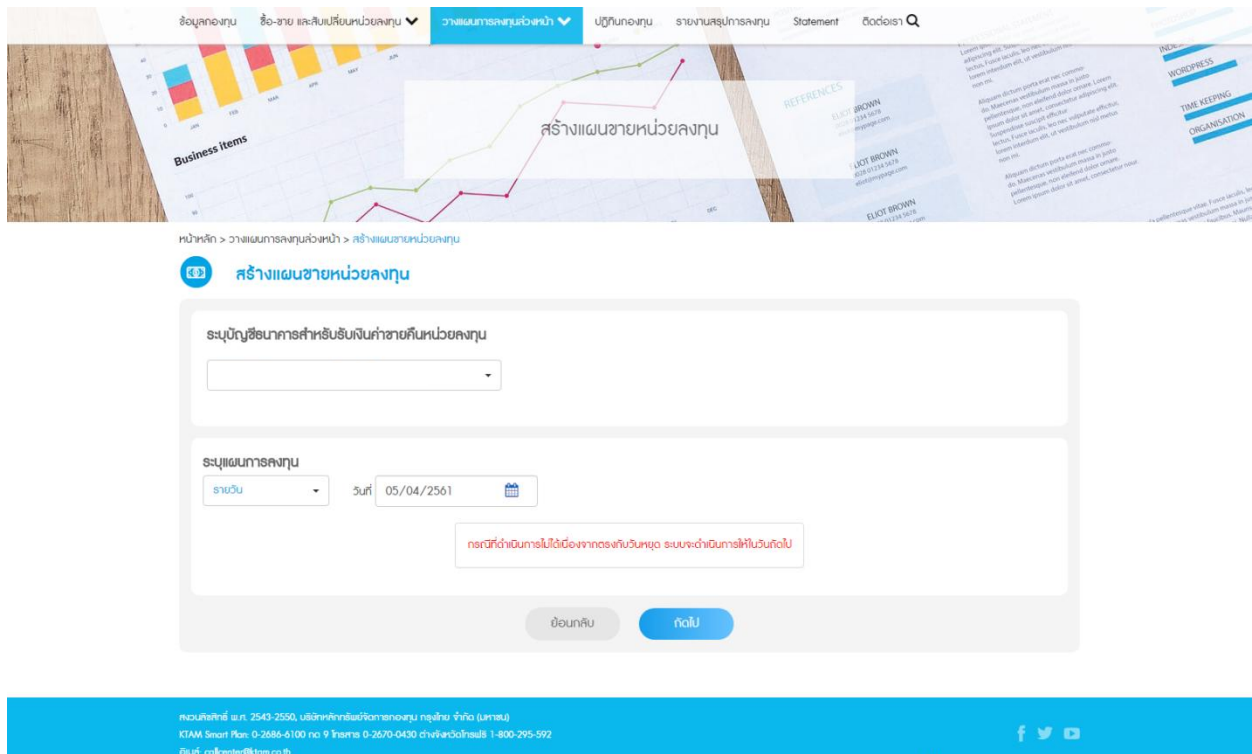 ข้อมูลกองทุน ซื้อ-ขาย และสับเปลี่ยนหน่วยลงทุน วางแผนการลงทุนล่วงหน้า ปฏิทินกองทุน รายงานสรุปการลงทุน Statement ติดต่อเรา
Business items
REFERENCES
WORDPRESS
TIME KEEPING
ORGANISATION
ELIOT BROWN
สร้างแผนขายหน่วยลงทุน
หน้าหลัก > วางแผนการลงทุนล่วงหน้า > สร้างแผนขายหน่วยลงทุน
สร้างแผนขายหน่วยลงทุน
ระบุบัญชีธนาคารสำหรับรับเงินค่าขายคืนหน่วยลงทุน
ระบุแผนการลงทุน
รายวัน วันที่ 05/04/2561
กรณีที่ดำเนินการไม่ได้เนื่องจากตรงกับวันหยุด ระบบจะดำเนินการให้ในวันถัดไป
ย้อนกลับ ถัดไป
สงวนลิขสิทธิ์ พ.ศ. 2543-2550, บริษัทหลักทรัพย์จัดการกองทุน กรุงไทย จำกัด (มหาชน)
KTAM Smart Plan: 0-2686-6100 กด 9 โทรสาร 0-2670-0430 ต่างจังหวัดโทรฟรี 1-800-295-592
อีเมล์: callcenter@ktam.co.th